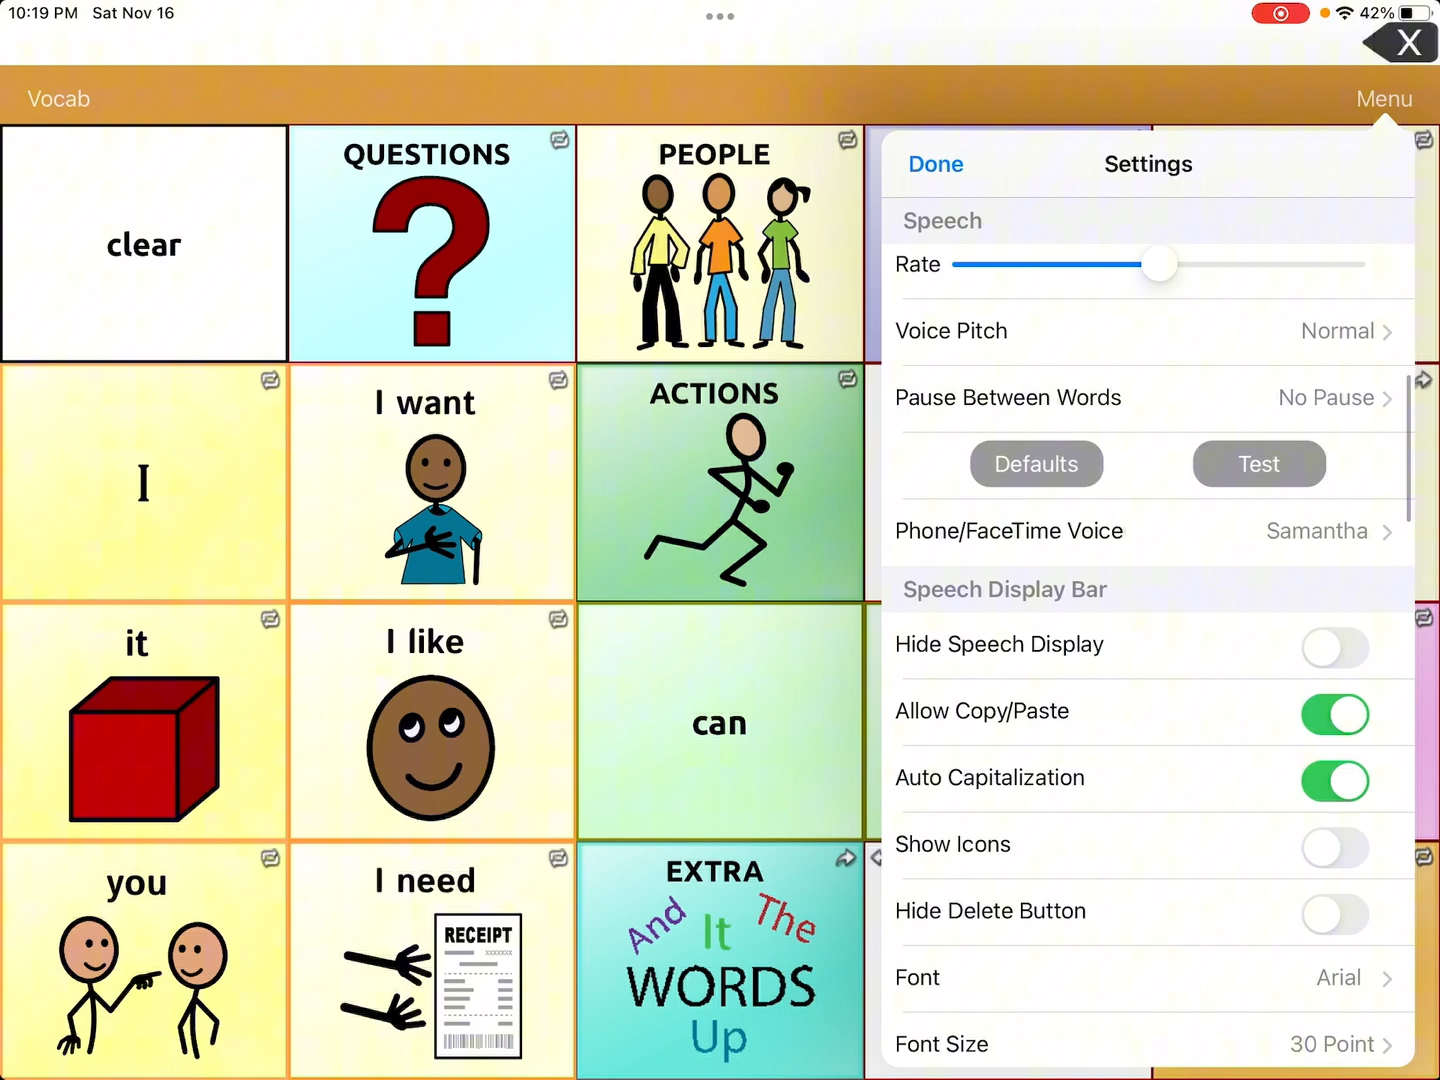 10:19 PM Sat Nov 16
42%
X
Vocab
Menu
clear
QUESTIONS
?
PEOPLE
I
I want
ACTIONS
it
I like
can
you
I need
RECEIPT
XXXXXXX
EXTRA
And It The
WORDS
Up
Done
Settings
Speech
Rate
Voice Pitch Normal
Pause Between Words No Pause
Defaults Test
Phone/FaceTime Voice Samantha
Speech Display Bar
Hide Speech Display
Allow Copy/Paste
Auto Capitalization
Show Icons
Hide Delete Button
Font Arial
Font Size 30 Point